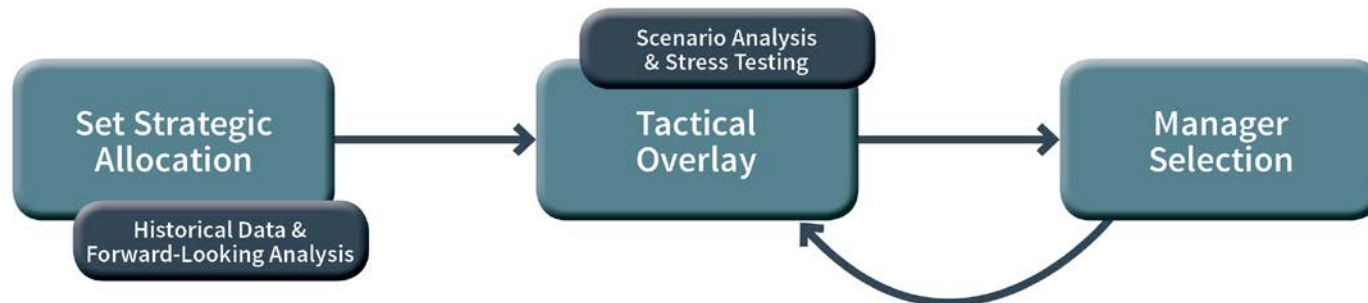 Set Strategic
Allocation
Historical Data &
Forward-Looking Analysis
Scenario Analysis
& Stress Testing
Tactical
Overlay
Manager
Selection